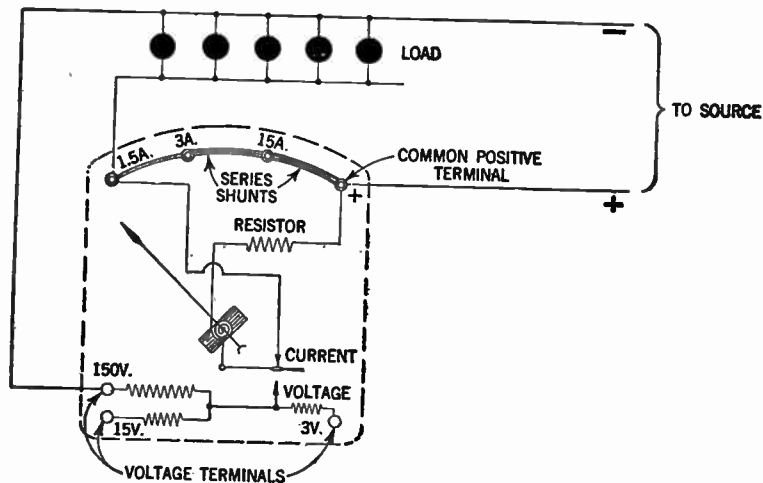 −
LOAD
TO SOURCE
1.5A.
3A.
15A.
COMMON POSITIVE
TERMINAL
SERIES
SHUNTS
+
+
RESISTOR
CURRENT
150V.
VOLTAGE
15V.
3V.
VOLTAGE TERMINALS